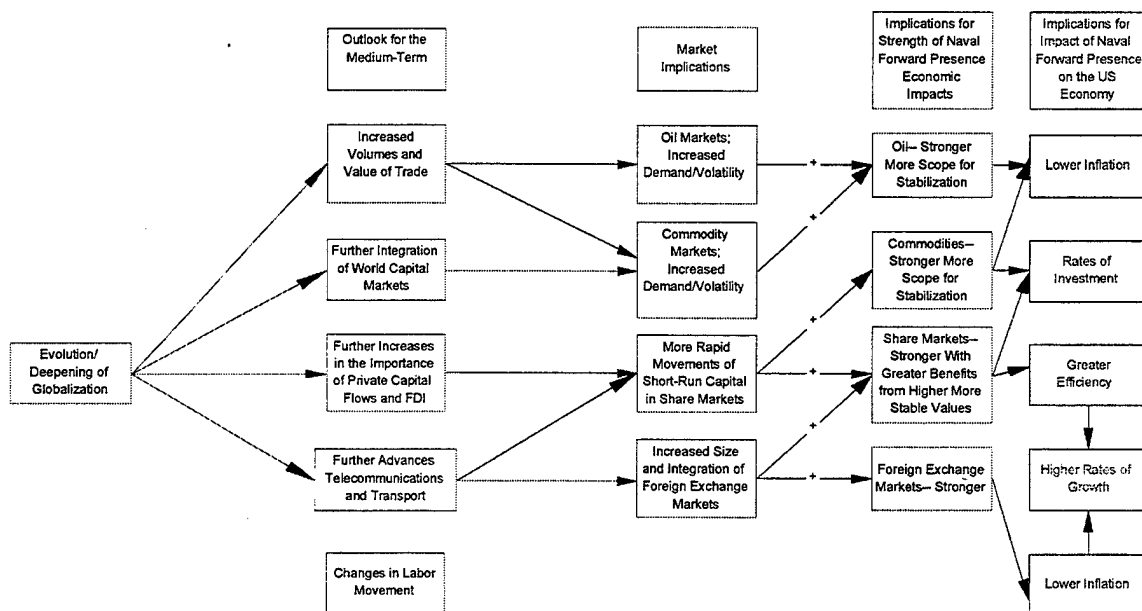 Outlook for the
Medium-Term
Market
Implications
Implications for
Strength of Naval
Forward Presence
Economic
Impacts
Implications for
Impact of Naval
Forward Presence
on the US
Economy
Increased
Volumes and
Value of Trade
Oil Markets;
Increased
Demand/Volatility
+
Oil– Stronger
More Scope for
Stabilization
Lower Inflation
Further Integration
of World Capital
Markets
Commodity
Markets;
Increased
Demand/Volatility
+
Commodities–
Stronger More
Scope for
Stabilization
Rates of
Investment
Evolution/
Deepening of
Globalization
Further Increases
in the Importance
of Private Capital
Flows and FDI
More Rapid
Movements of
Short-Run Capital
in Share Markets
+
+
Share Markets–
Stronger With
Greater Benefits
from Higher More
Stable Values
Greater
Efficiency
Further Advances
Telecommunications
and Transport
Increased Size
and Integration of
Foreign Exchange
Markets
+
+
Foreign Exchange
Markets– Stronger
Higher Rates of
Growth
Changes in Labor
Movement
Lower Inflation